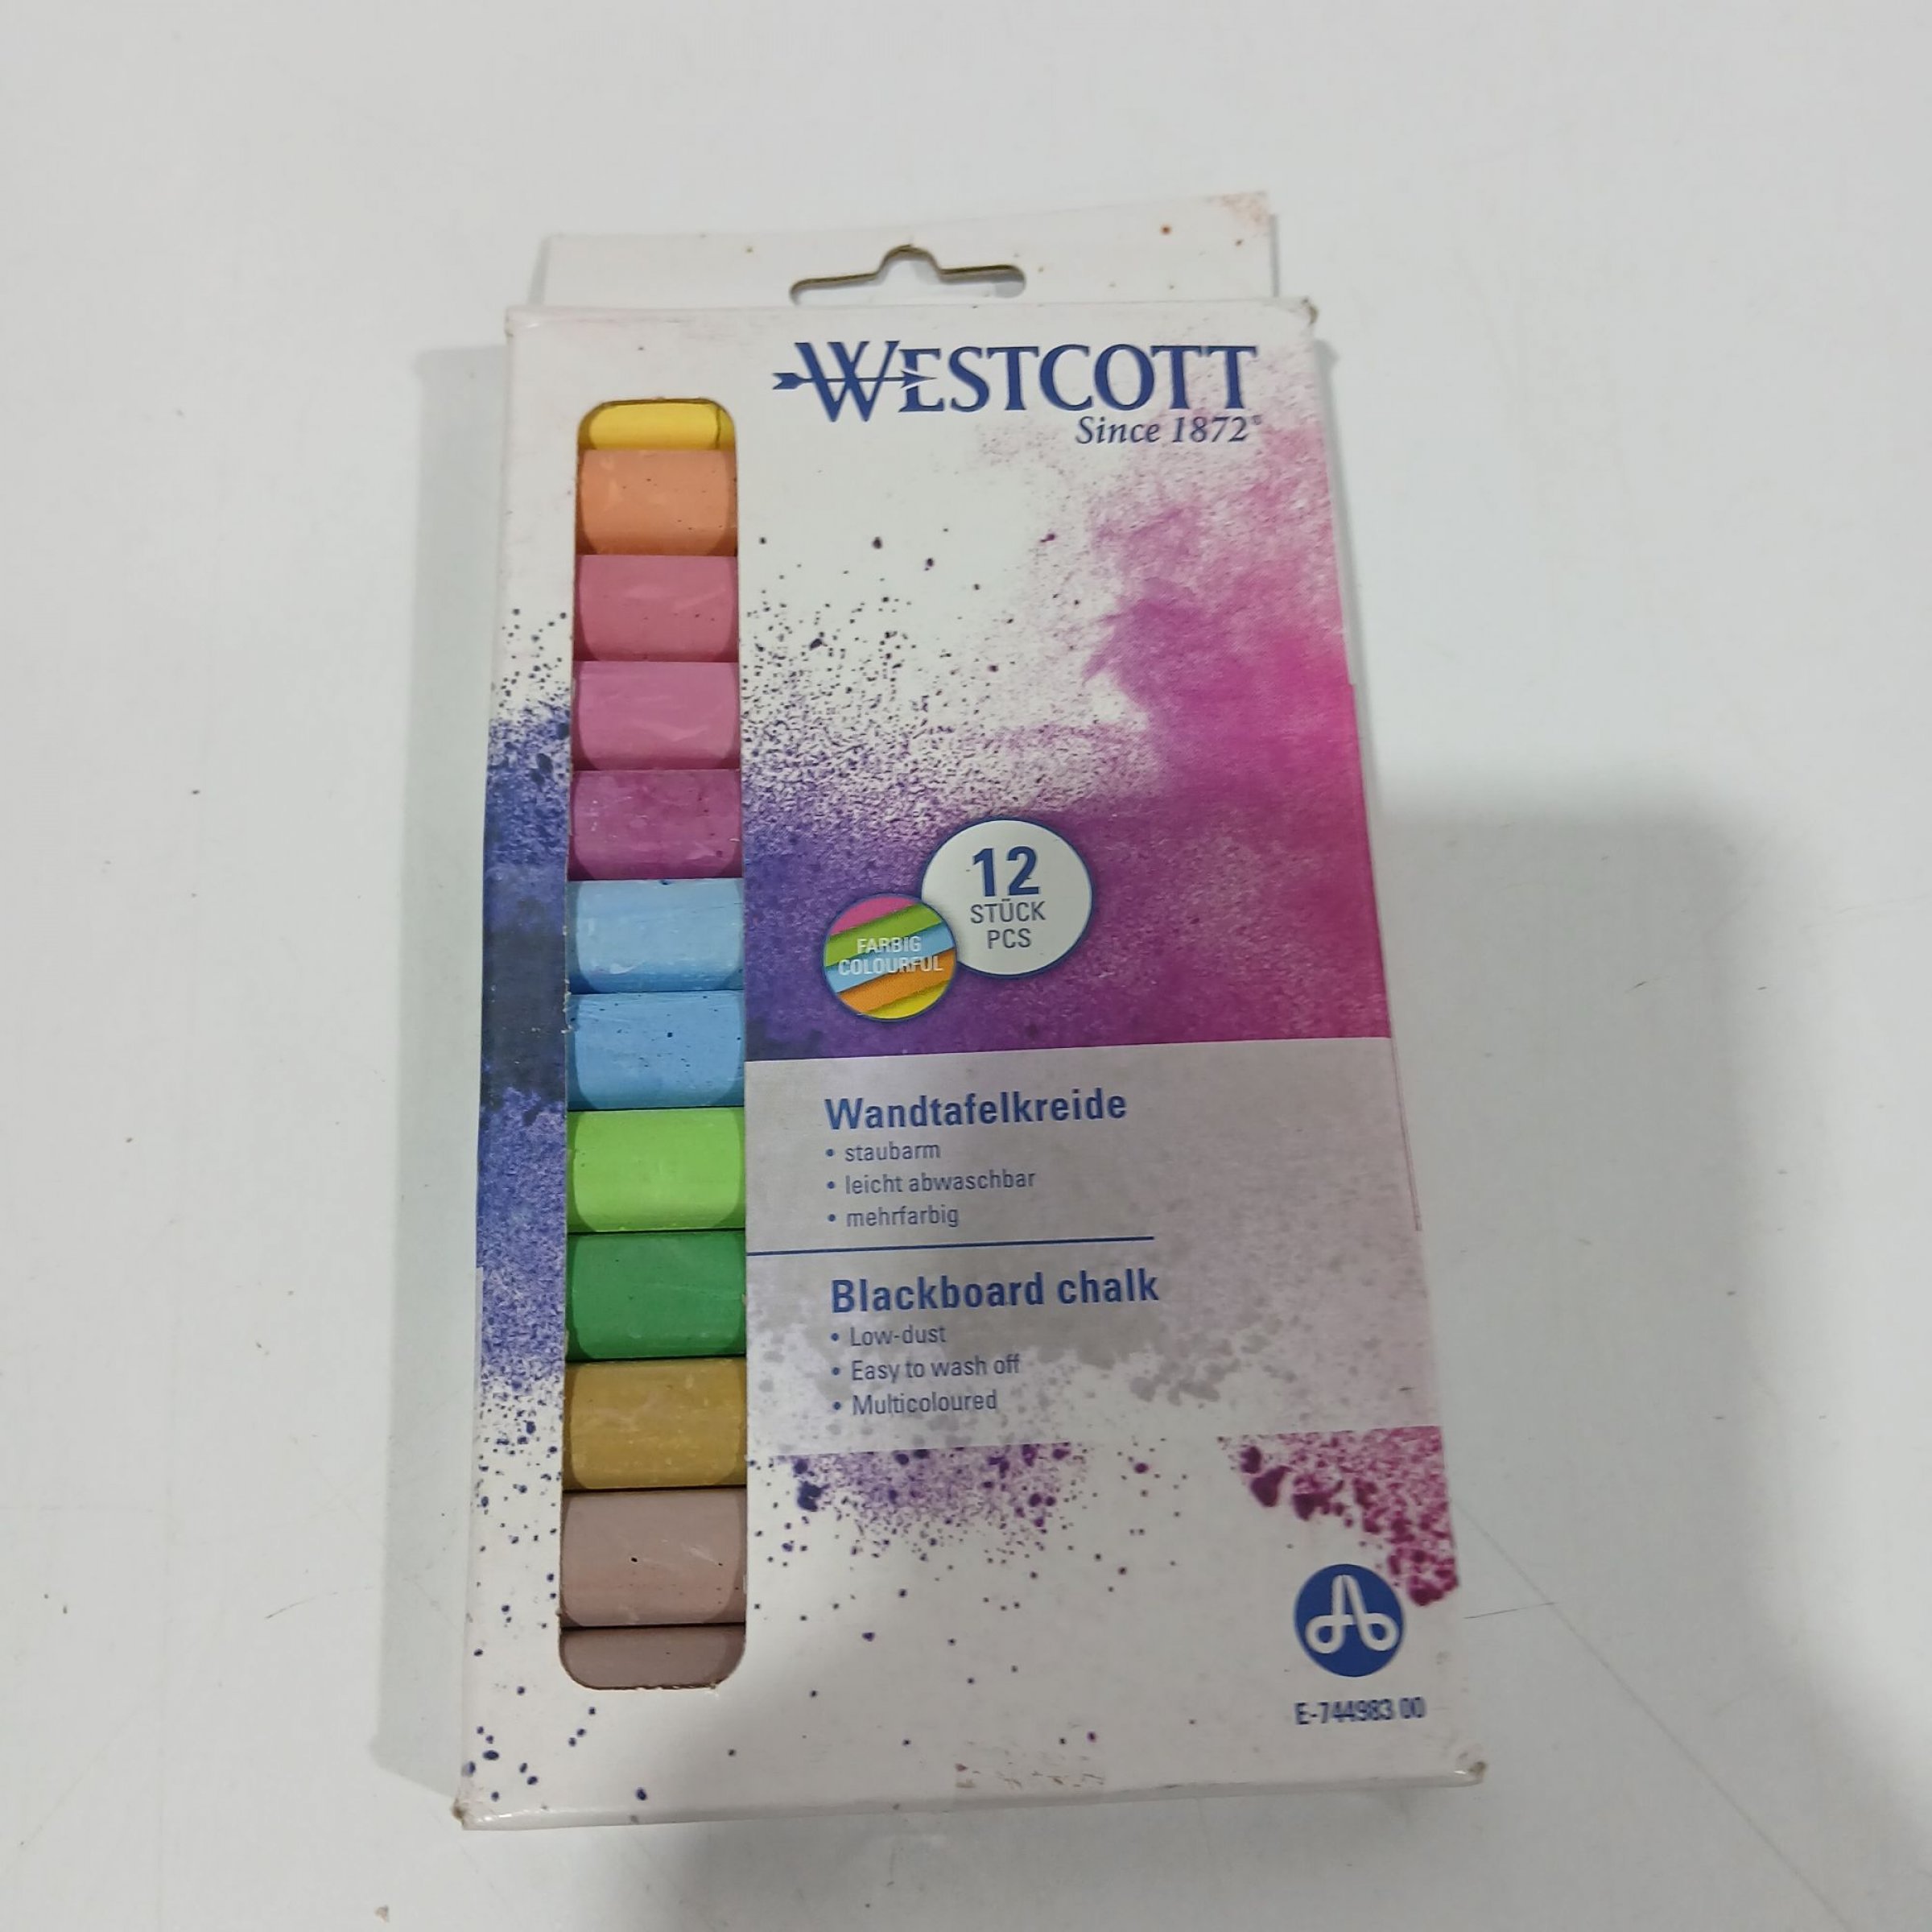 WESTCOTT
Since 1872®
12
STÜCK
PCS
FARBIG
COLOURFUL
Wandtafelkreide
• staubarm
• leicht abwaschbar
• mehrfarbig
Blackboard chalk
• Low-dust
• Easy to wash off
• Multicoloured
E-744983 00